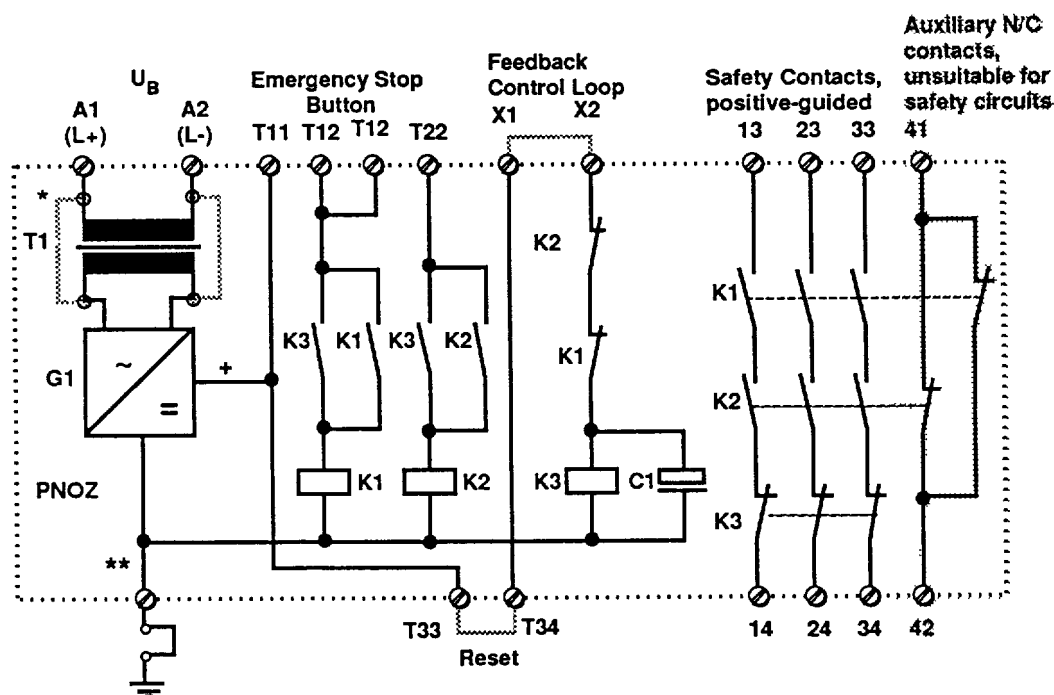 Auxiliary N/C
contacts,
unsuitable for
safety circuits
U B
Emergency Stop
Button
Feedback
Control Loop
Safety Contacts,
positive-guided
A1
(L+)
A2
(L-)
T11
T12
T12
T22
X1
X2
13
23
33
41
*
T1
K2
K1
K3
K1
K3
K2
K1
G1
~
=
+
K2
PNOZ
K1
K2
K3
C1
K3
**
T33
T34
Reset
14
24
34
42